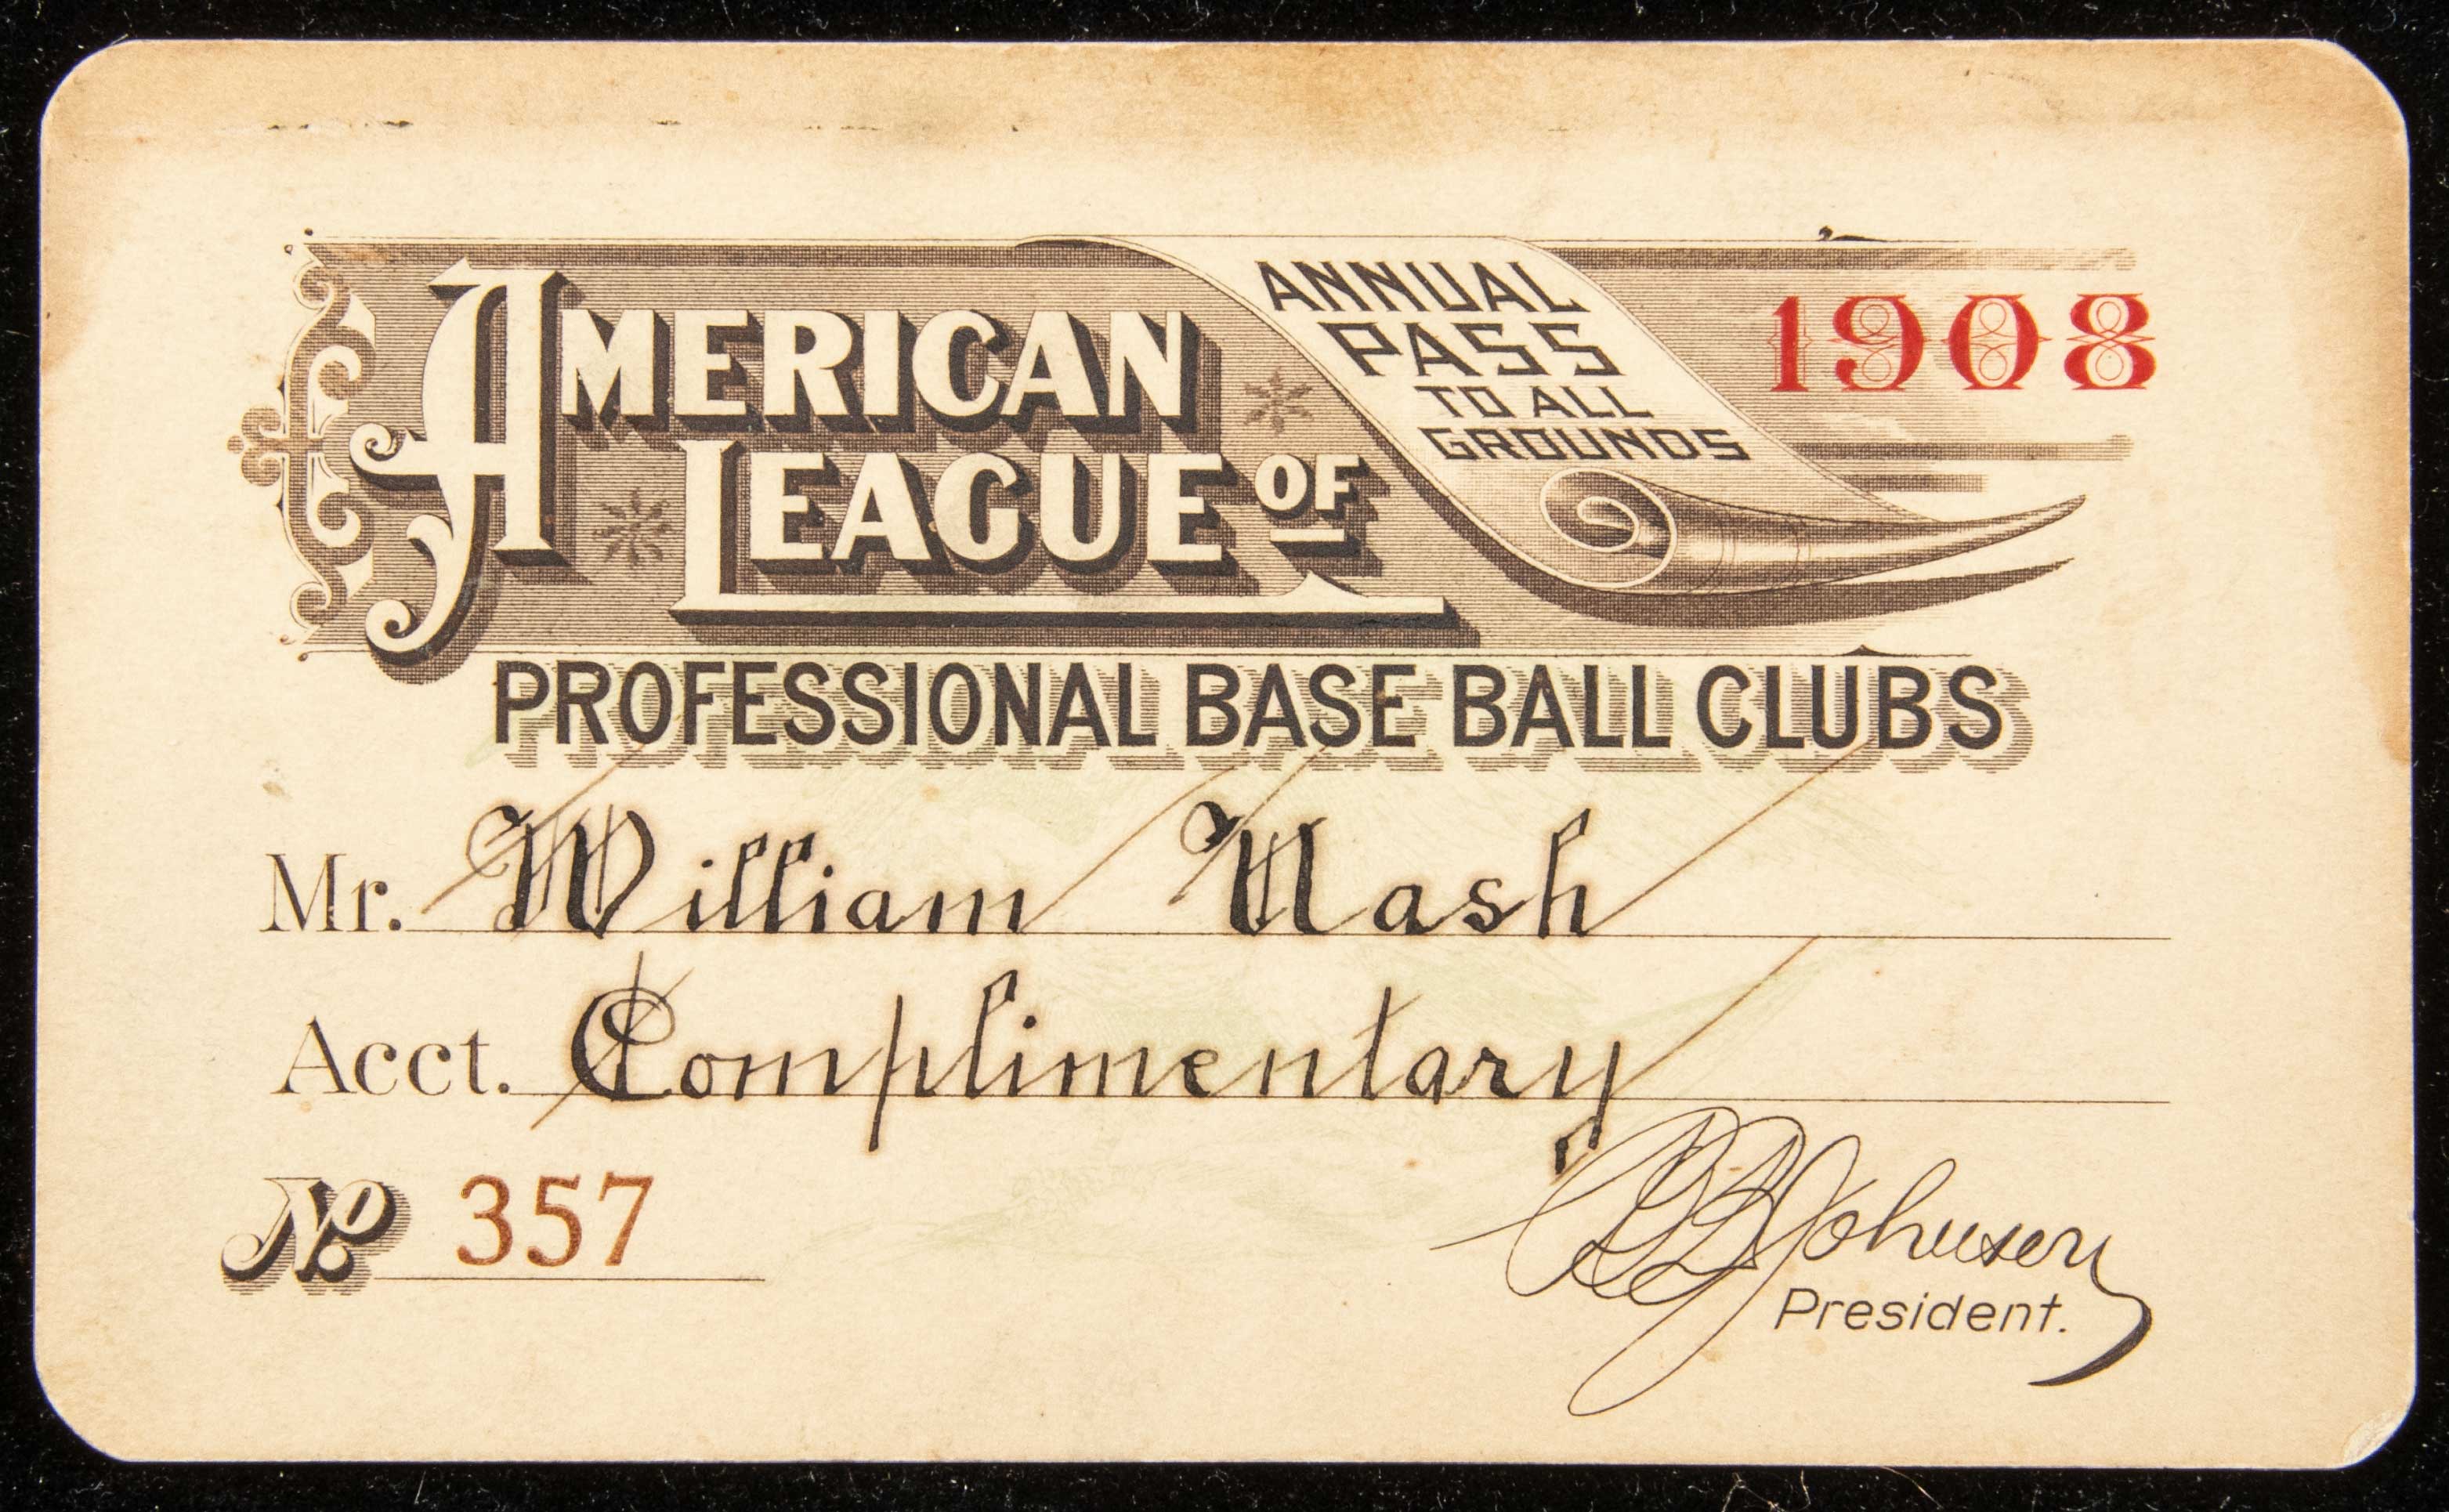 AMERICAN
LEAGUE OF
ANNUAL
PASS
TO ALL
GROUNDS
1908
PROFESSIONAL BASE BALL CLUBS
Mr. William Nash
Acct. Complimentary
No 357
B B Johnson
President.